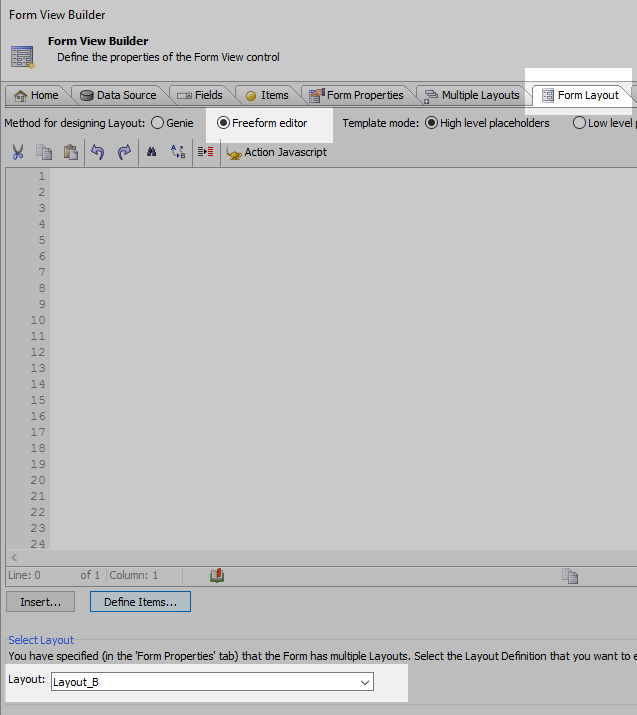 Form View Builder
Form View Builder
Define the properties of the Form View control
Home Data Source Fields Items Form Properties Multiple Layouts Form Layout
Method for designing Layout: Genie Freeform editor Template mode: High level placeholders Low level
Action Javascript
1
2
3
4
5
6
7
8
9
10
11
12
13
14
15
16
17
18
19
20
21
22
23
24
Line: 0 of 1 Column: 1
Insert... Define Items...
Select Layout
You have specified (in the 'Form Properties' tab) that the Form has multiple Layouts. Select the Layout Definition that you want to
Layout: Layout_B